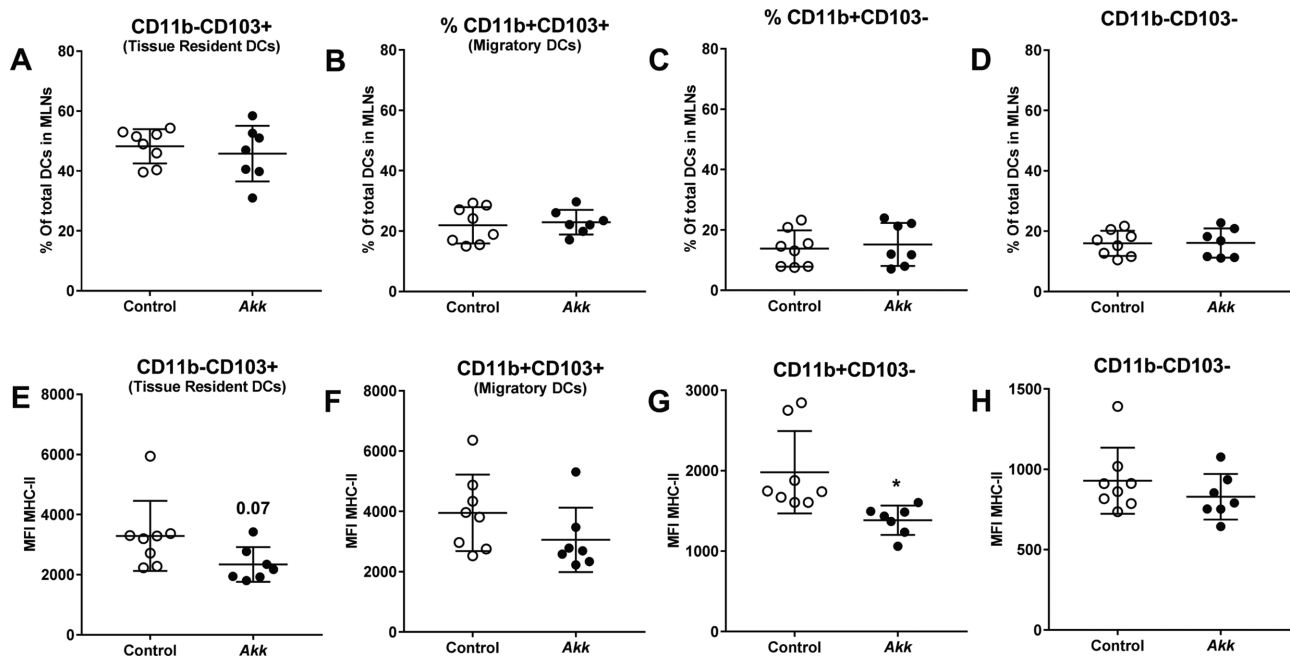 A
CD11b-CD103+
(Tissue Resident DCs)
% Of total DCs in MLNs
80
60
40
20
0
Control
Akk
B
% CD11b+CD103+
(Migratory DCs)
% Of total DCs in MLNs
80
60
40
20
0
Control
Akk
C
% CD11b+CD103-
% Of total DCs in MLNs
80
60
40
20
0
Control
Akk
D
CD11b-CD103-
% Of total DCs in MLNs
80
60
40
20
0
Control
Akk
E
CD11b-CD103+
(Tissue Resident DCs)
MFI MHC-II
8000
6000
4000
2000
0
0.07
Control
Akk
F
CD11b+CD103+
(Migratory DCs)
MFI MHC-II
8000
6000
4000
2000
0
Control
Akk
G
CD11b+CD103-
MFI MHC-II
3000
2000
1000
0
*
Control
Akk
H
CD11b-CD103-
MFI MHC-II
1500
1000
500
0
Control
Akk